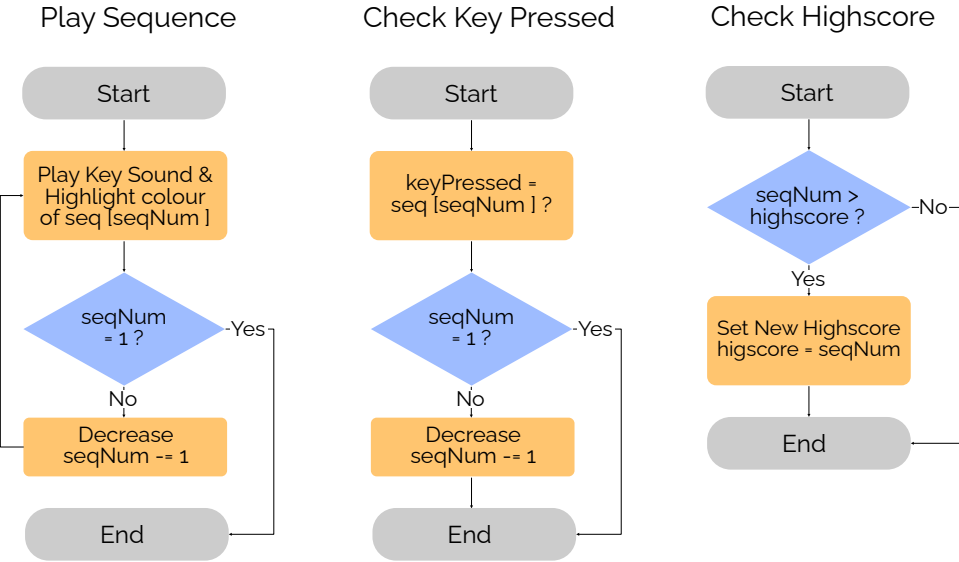 Play Sequence
Start
Play Key Sound &
Highlight colour
of seq [seqNum ]
seqNum
= 1 ?
Yes
No
Decrease
seqNum -= 1
End
Check Key Pressed
Start
keyPressed =
seq [seqNum ] ?
seqNum
= 1 ?
Yes
No
Decrease
seqNum -= 1
End
Check Highscore
Start
seqNum >
highscore ?
No
Yes
Set New Highscore
higscore = seqNum
End